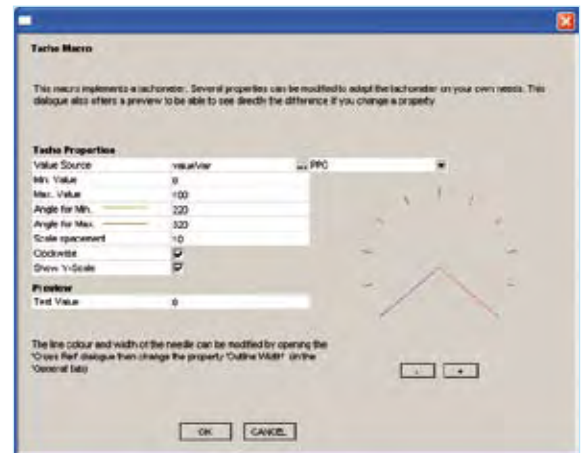 Tacho Macro
This macro implements a tachometer. Several properties can be modified to adept the tachometer on your own needs. This
dialogue also offers a preview to be able to see directly the difference if you change a property
Tacho Properties
Value Source valueVar ... PPC
Min. Value 0
Max. Value 100
Angle for Min. 220
Angle for Max. 320
Scale spacement 10
Clockwise
Show V-Scale
Preview
Test Value 0
The line colour and width of the needle can be modified by opening the
'Cross Ref' dialogue then change the property 'Outline Width' (in the
'General tab)
- +
OK CANCEL